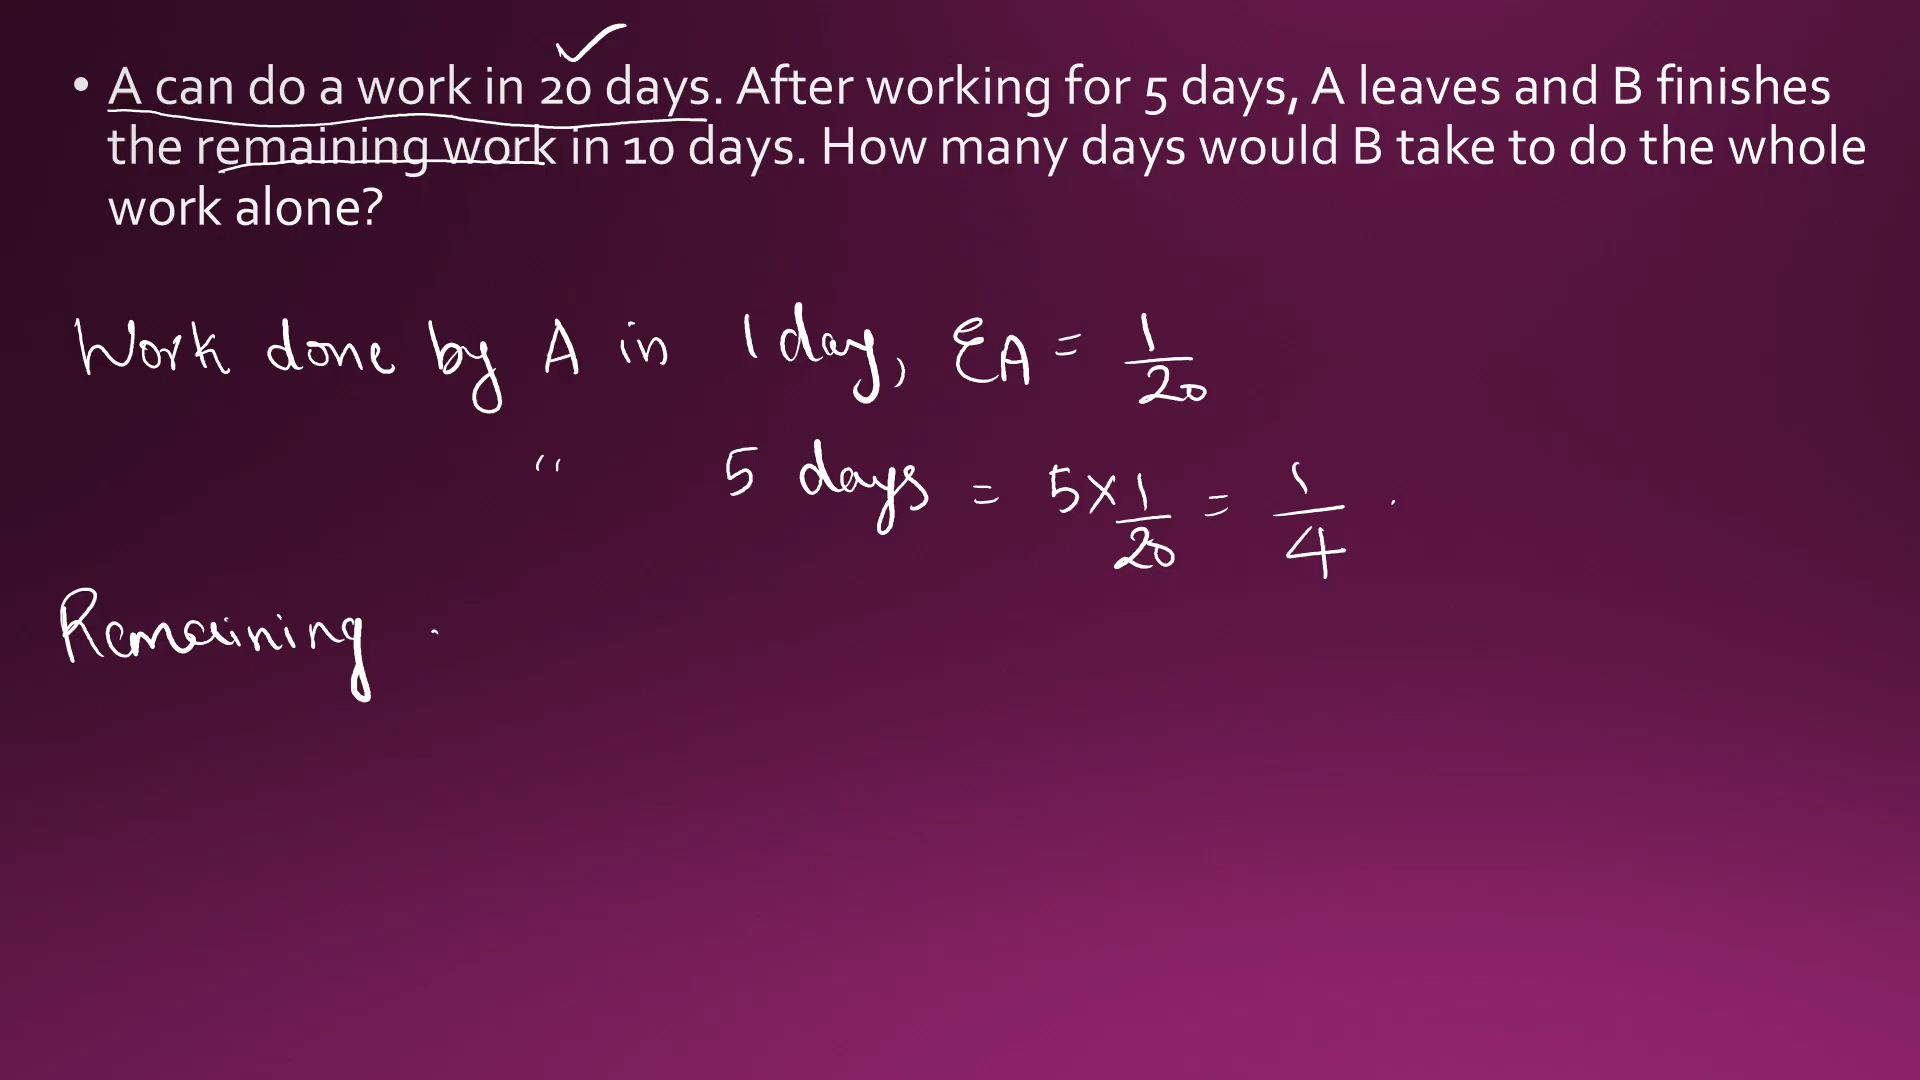 • A can do a work in 20 days. After working for 5 days, A leaves and B finishes
the remaining work in 10 days. How many days would B take to do the whole
work alone?
Work done by A in 1 day, ℰA = 1/20
" 5 days = 5 × 1/20 = 1/4
Remaining